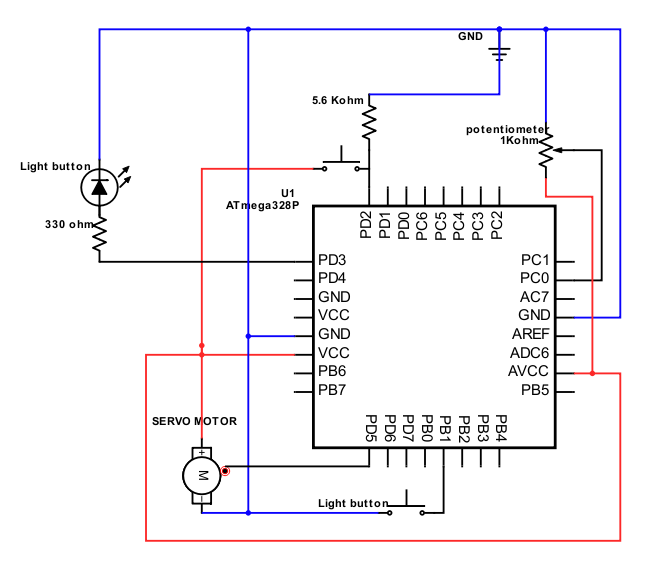 GND
5.6 Kohm
potentiometer
1Kohm
Light button
U1
ATmega328P
330 ohm
PD2
PD1
PD0
PC6
PC5
PC4
PC3
PC2
PD3
PD4
GND
VCC
GND
VCC
PB6
PB7
PC1
PC0
AC7
GND
AREF
ADC6
AVCC
PB5
PD5
PD6
PD7
PB0
PB1
PB2
PB3
PB4
SERVO MOTOR
+
M
–
Light button